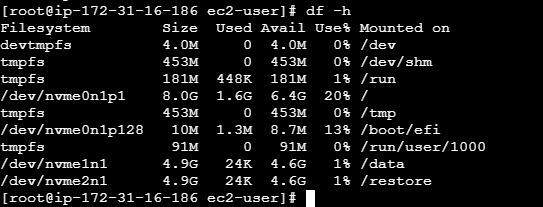 [root@ip-172-31-16-186 ec2-user]# df -h
Filesystem Size Used Avail Use% Mounted on
devtmpfs 4.0M 0 4.0M 0% /dev
tmpfs 453M 0 453M 0% /dev/shm
tmpfs 181M 448K 181M 1% /run
/dev/nvme0n1p1 8.0G 1.6G 6.4G 20% /
tmpfs 453M 0 453M 0% /tmp
/dev/nvme0n1p128 10M 1.3M 8.7M 13% /boot/efi
tmpfs 91M 0 91M 0% /run/user/1000
/dev/nvme1n1 4.9G 24K 4.6G 1% /data
/dev/nvme2n1 4.9G 24K 4.6G 1% /restore
[root@ip-172-31-16-186 ec2-user]#